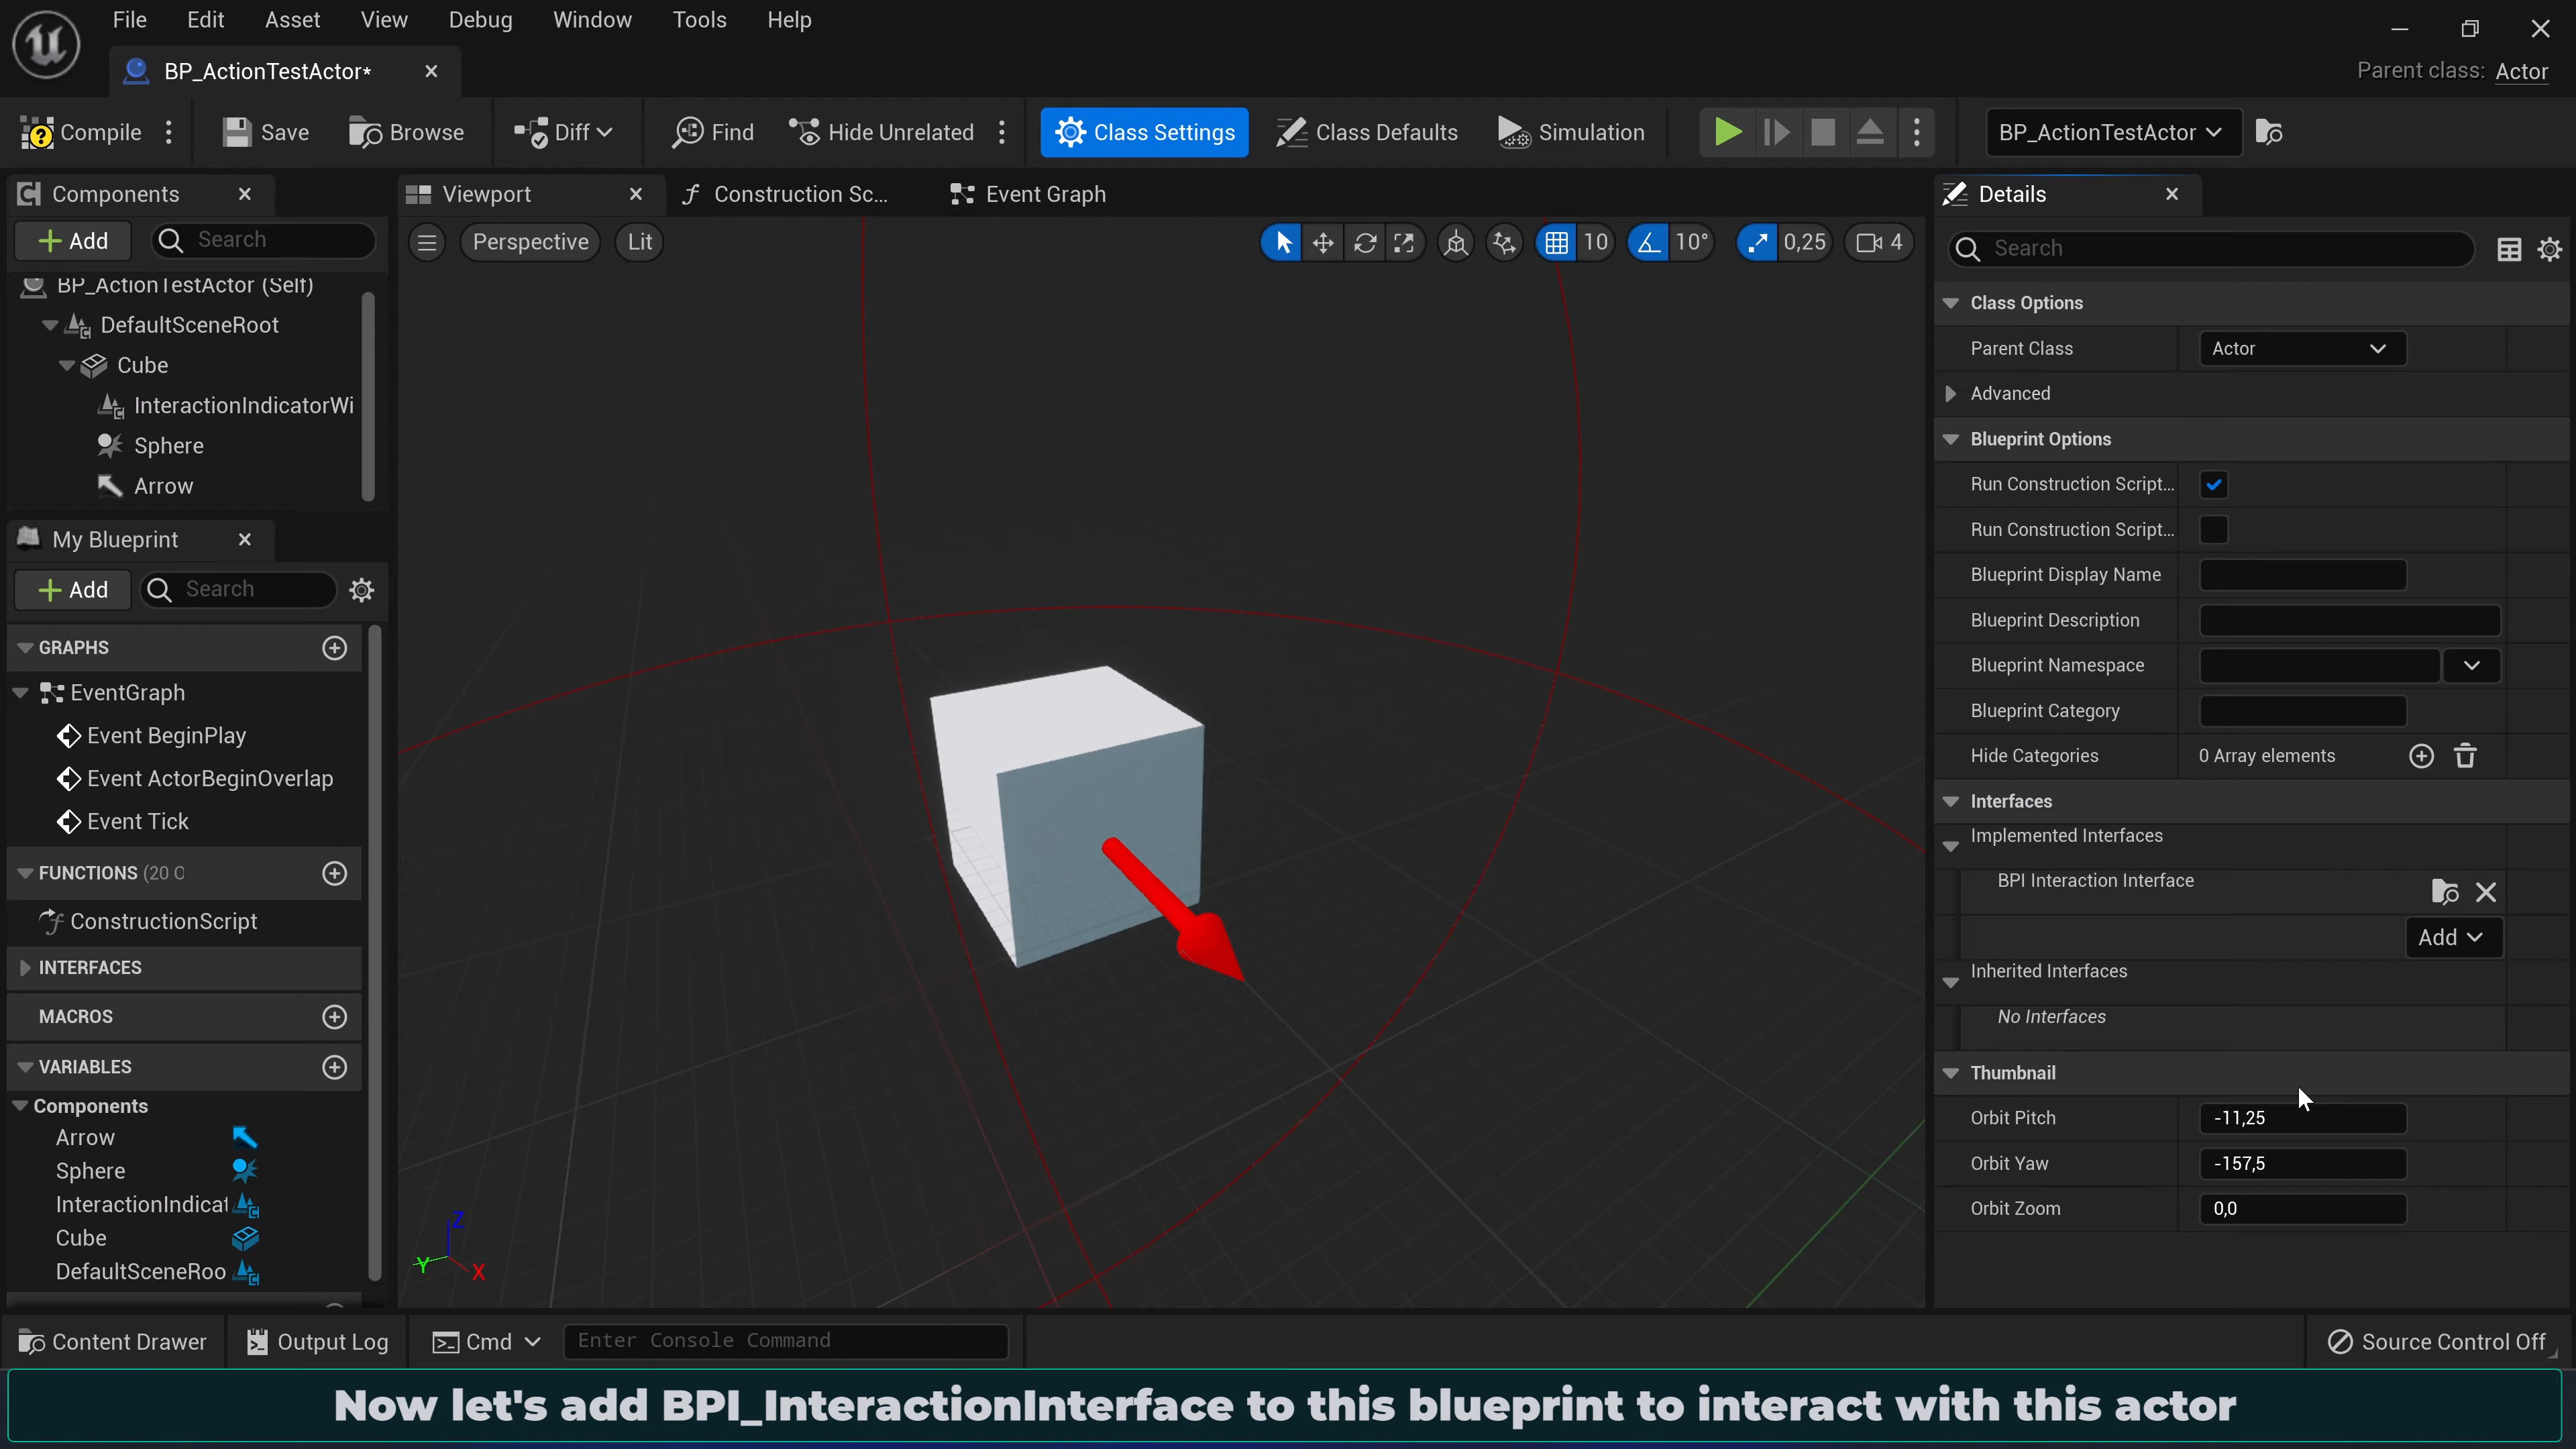 File Edit Asset View Debug Window Tools Help
BP_ActionTestActor*
Parent class: Actor
Compile Save Browse Diff Find Hide Unrelated Class Settings Class Defaults Simulation BP_ActionTestActor
Components
Add Search
BP_ActionTestActor (Self)
DefaultSceneRoot
Cube
InteractionIndicatorWi
Sphere
Arrow
My Blueprint
Add Search
GRAPHS
EventGraph
Event BeginPlay
Event ActorBeginOverlap
Event Tick
FUNCTIONS (20 O
ConstructionScript
INTERFACES
MACROS
VARIABLES
Components
Arrow
Sphere
InteractionIndicat
Cube
DefaultSceneRoo
Viewport Construction Sc... Event Graph
Perspective Lit 10 10° 0,25 4
Z
Y
X
Details
Search
Class Options
Parent Class Actor
Advanced
Blueprint Options
Run Construction Script...
Run Construction Script...
Blueprint Display Name
Blueprint Description
Blueprint Namespace
Blueprint Category
Hide Categories 0 Array elements
Interfaces
Implemented Interfaces
BPI Interaction Interface
Add
Inherited Interfaces
No Interfaces
Thumbnail
Orbit Pitch -11,25
Orbit Yaw -157,5
Orbit Zoom 0,0
Content Drawer Output Log Cmd Enter Console Command Source Control Off
Now let's add BPI_InteractionInterface to this blueprint to interact with this actor